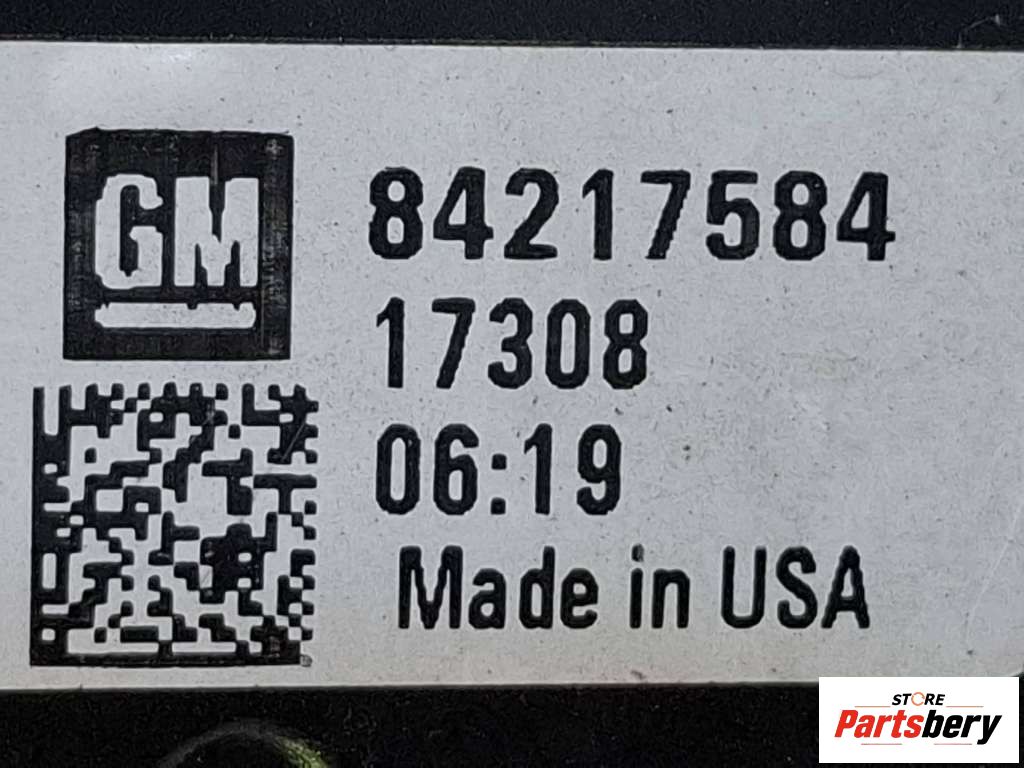 GM
84217584
17308
06:19
Made in USA
STORE
Partsbery